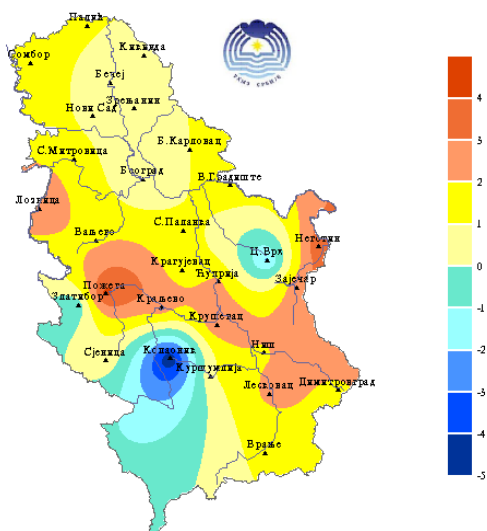 Палић
Сомбор
Кикинда
Бечеј
Зрењанин
Нови Сад
Б.Карловац
С.Митровица
Београд
В.Градиште
Лозница
С.Паланка
Ваљево
Неготин
Ц.Врх
Крагујевац
Ћуприја
Зајечар
Пожега
Златибор
Краљево
Крушевац
Сјеница
Копаоник
Ниш
Куршумлија
Лесковац
Димитровград
Врање
4
3
2
1
0
-1
-2
-3
-4
-5